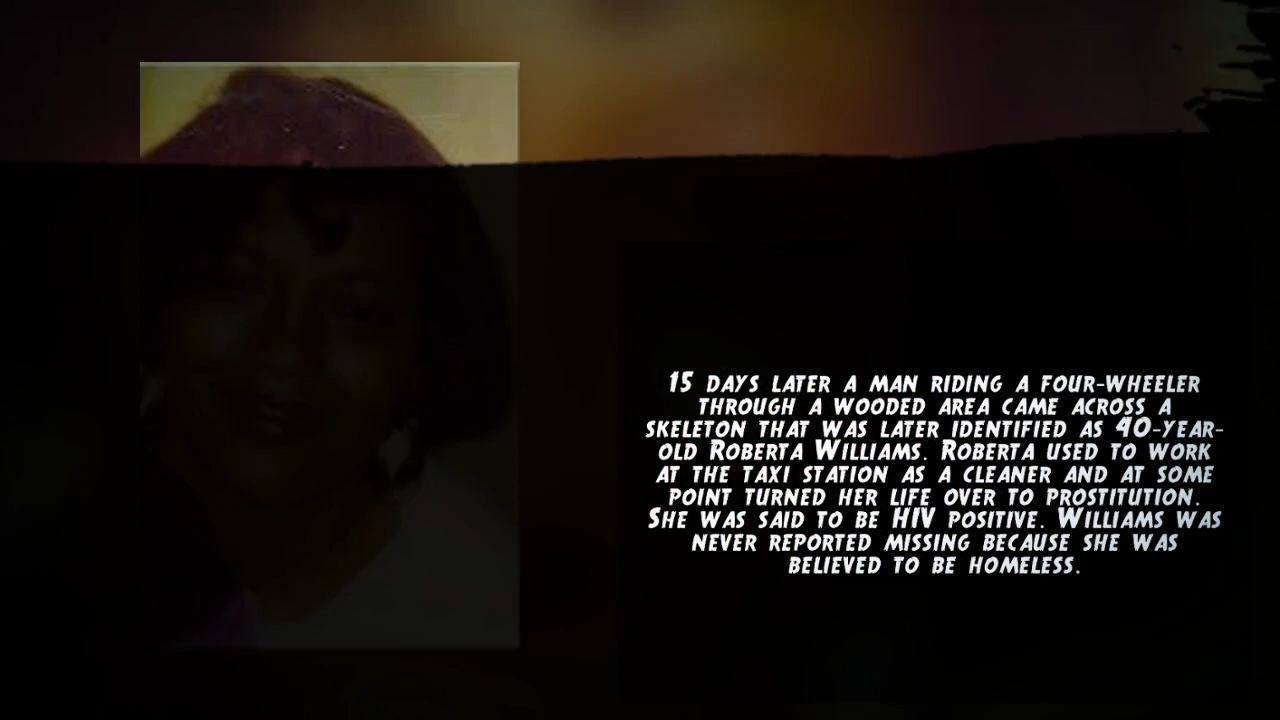 15 DAYS LATER A MAN RIDING A FOUR-WHEELER
THROUGH A WOODED AREA CAME ACROSS A
SKELETON THAT WAS LATER IDENTIFIED AS 40-YEAR-
OLD ROBERTA WILLIAMS. ROBERTA USED TO WORK
AT THE TAXI STATION AS A CLEANER AND AT SOME
POINT TURNED HER LIFE OVER TO PROSTITUTION.
SHE WAS SAID TO BE HIV POSITIVE. WILLIAMS WAS
NEVER REPORTED MISSING BECAUSE SHE WAS
BELIEVED TO BE HOMELESS.